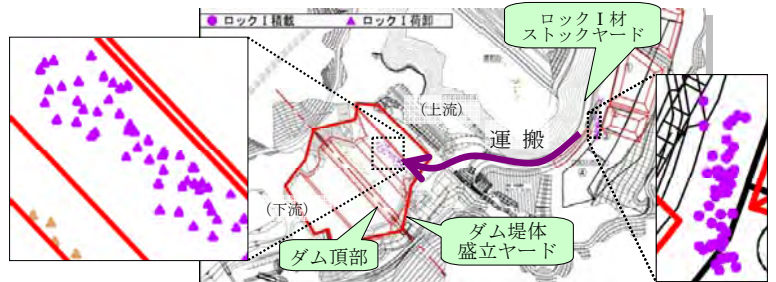 ● ロックⅠ積載 ▲ ロックⅠ荷卸
ロックⅠ材
ストックヤード
(上流)
運 搬
(下流)
ダム頂部
ダム堤体
盛立ヤード
④